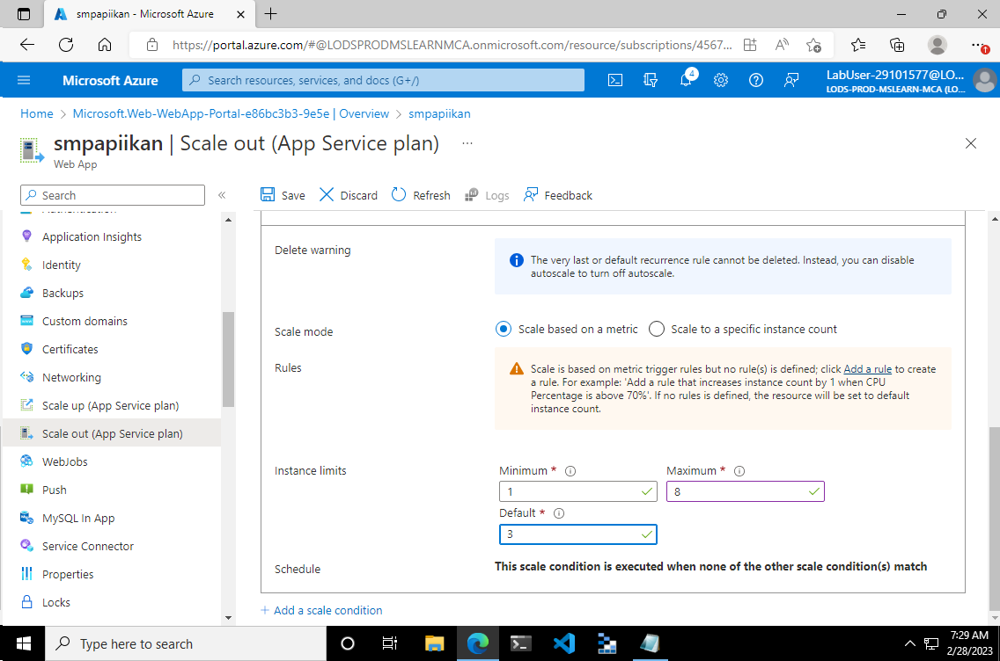 smpapiikan - Microsoft Azure
https://portal.azure.com/#@LODSPRODMSLEARNMCA.onmicrosoft.com/resource/subscriptions/4567...
Microsoft Azure
Search resources, services, and docs (G+/)
4
LabUser-29101577@LO...
LODS-PROD-MSLEARN-MCA (LO...
Home > Microsoft.Web-WebApp-Portal-e86bc3b3-9e5e | Overview > smpapiikan
smpapiikan | Scale out (App Service plan) ...
Web App
Search
«
Save
Discard
Refresh
Logs
Feedback
Authentication
Application Insights
Identity
Backups
Custom domains
Certificates
Networking
Scale up (App Service plan)
Scale out (App Service plan)
WebJobs
Push
MySQL In App
Service Connector
Properties
Locks
Delete warning
The very last or default recurrence rule cannot be deleted. Instead, you can disable
autoscale to turn off autoscale.
Scale mode
Scale based on a metric
Scale to a specific instance count
Rules
Scale is based on metric trigger rules but no rule(s) is defined; click Add a rule to create
a rule. For example: 'Add a rule that increases instance count by 1 when CPU
Percentage is above 70%'. If no rules is defined, the resource will be set to default
instance count.
Instance limits
Minimum *
Maximum *
1
8
Default *
3
Schedule
This scale condition is executed when none of the other scale condition(s) match
+ Add a scale condition
Type here to search
7:29 AM
2/28/2023